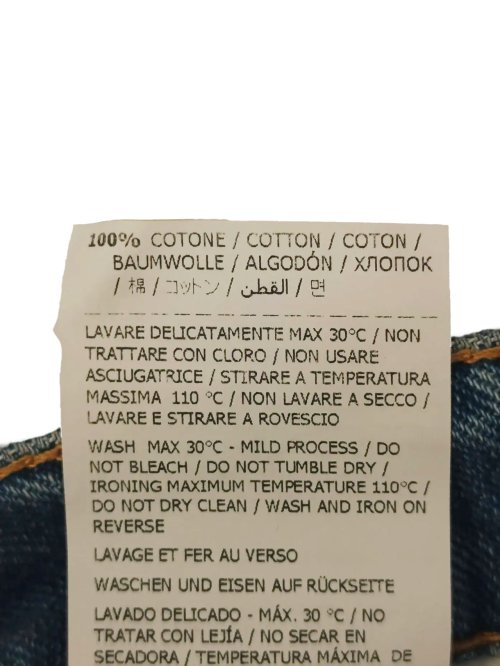 100% COTONE / COTTON / COTON /
BAUMWOLLE / ALGODÓN / ХЛОПОК
/ 棉 / コットン / القطن / 면
LAVARE DELICATAMENTE MAX 30°C / NON
TRATTARE CON CLORO / NON USARE
ASCIUGATRICE / STIRARE A TEMPERATURA
MASSIMA 110 °C / NON LAVARE A SECCO /
LAVARE E STIRARE A ROVESCIO
WASH MAX 30°C - MILD PROCESS / DO
NOT BLEACH / DO NOT TUMBLE DRY /
IRONING MAXIMUM TEMPERATURE 110°C /
DO NOT DRY CLEAN / WASH AND IRON ON
REVERSE
LAVAGE ET FER AU VERSO
WASCHEN UND EISEN AUF RÜCKSEITE
LAVADO DELICADO - MÁX. 30 °C / NO
TRATAR CON LEJÍA / NO SECAR EN
SECADORA / TEMPERATURA MÁXIMA DE